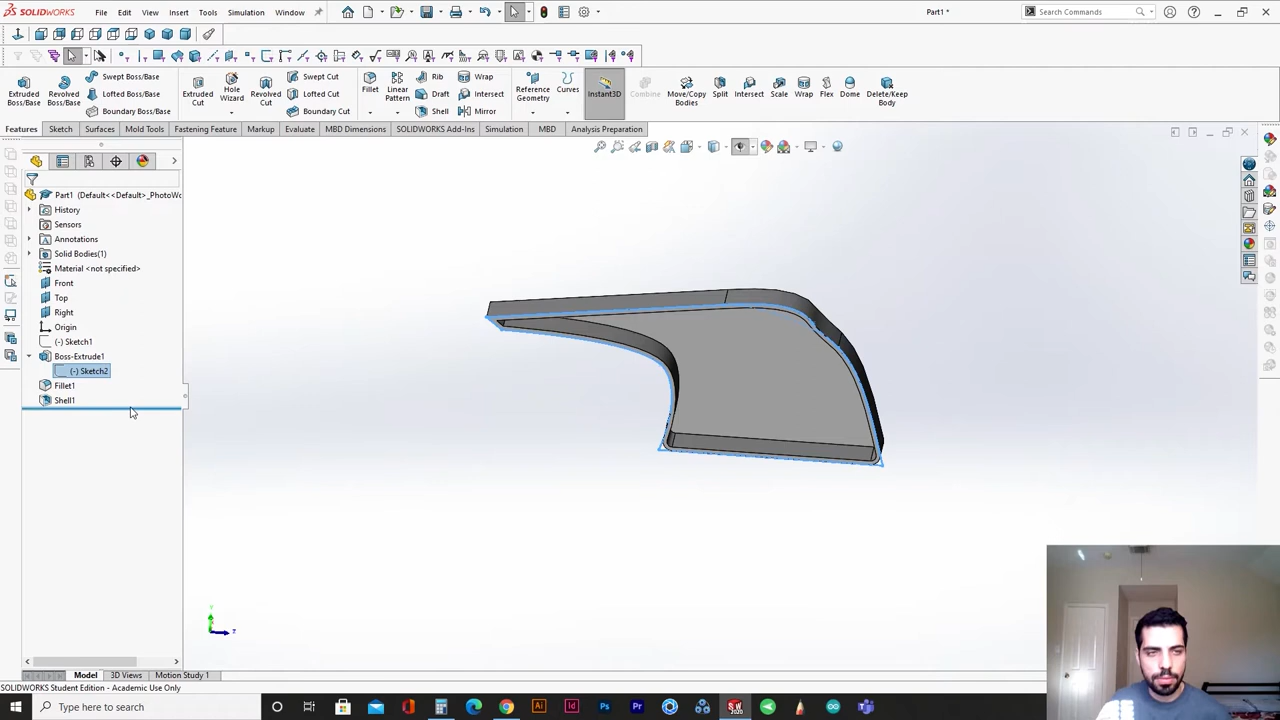 SOLIDWORKS File Edit View Insert Tools Simulation Window Part1 * Search Commands
Extruded Boss/Base Revolved Boss/Base Swept Boss/Base Lofted Boss/Base Boundary Boss/Base Extruded Cut Hole Wizard Revolved Cut Swept Cut Lofted Cut Boundary Cut Fillet Linear Pattern Rib Draft Shell Wrap Intersect Mirror Reference Geometry Curves Instant3D Combine Move/Copy Bodies Split Intersect Scale Wrap Flex Dome Delete/Keep Body
Features Sketch Surfaces Mold Tools Fastening Feature Markup Evaluate MBD Dimensions SOLIDWORKS Add-Ins Simulation MBD Analysis Preparation
Part1 (Default<<Default>_PhotoWo
History
Sensors
Annotations
Solid Bodies(1)
Material <not specified>
Front
Top
Right
Origin
(-) Sketch1
Boss-Extrude1
(-) Sketch2
Fillet1
Shell1
Y
Z
Model 3D Views Motion Study 1
SOLIDWORKS Student Edition - Academic Use Only
Type here to search